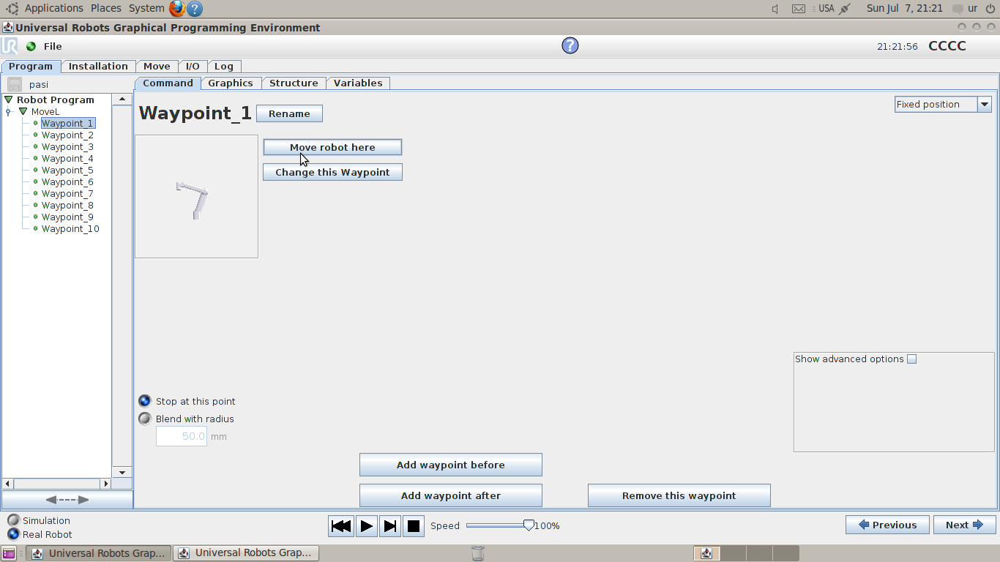 Applications Places System USA Sun Jul 7, 21:21 ur
Universal Robots Graphical Programming Environment
UR File ? 21:21:56 CCCC
Program Installation Move I/O Log
pasi
Command Graphics Structure Variables
Robot Program
MoveL
Waypoint_1
Waypoint_2
Waypoint_3
Waypoint_4
Waypoint_5
Waypoint_6
Waypoint_7
Waypoint_8
Waypoint_9
Waypoint_10
Waypoint_1 Rename
Fixed position
Move robot here
Change this Waypoint
Show advanced options
Stop at this point
Blend with radius
50.0 mm
Add waypoint before
Add waypoint after
Remove this waypoint
Simulation
Real Robot
Speed 100%
Previous Next
Universal Robots Grap... Universal Robots Grap...